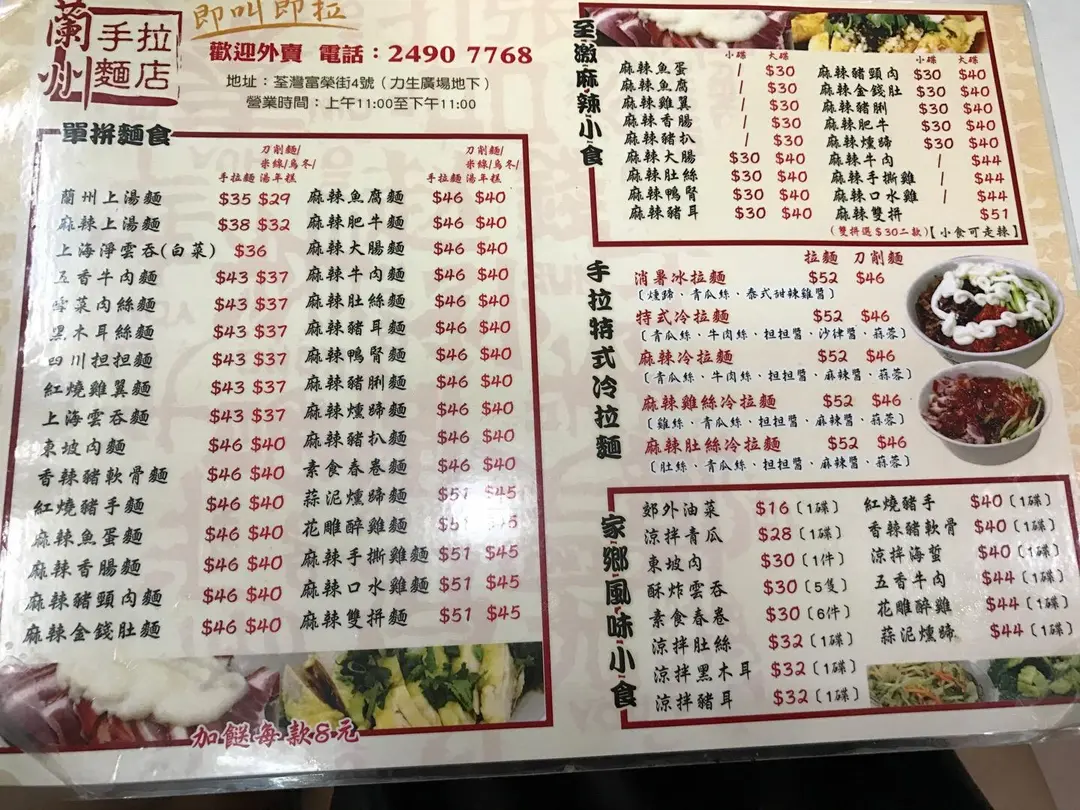 蘭州
手拉
麵店
即叫即拉
歡迎外賣 電話：2490 7768
地址：荃灣富榮街4號（力生廣場地下）
營業時間：上午11:00至下午11:00
單拼麵食
手拉麵 刀削麵/米線/烏冬/湯年糕
蘭州上湯麵 $35 $29
麻辣上湯麵 $38 $32
上海淨雲吞(白菜) $36
五香牛肉麵 $43 $37
雪菜肉絲麵 $43 $37
黑木耳絲麵 $43 $37
四川担担麵 $43 $37
紅燒雞翼麵 $43 $37
上海雲吞麵 $43 $37
東坡肉麵 $46 $40
香辣豬軟骨麵 $46 $40
紅燒豬手麵 $46 $40
麻辣魚蛋麵 $46 $40
麻辣香腸麵 $46 $40
麻辣豬頸肉麵 $46 $40
麻辣金錢肚麵 $46 $40
手拉麵 刀削麵/米線/烏冬/湯年糕
麻辣魚腐麵 $46 $40
麻辣肥牛麵 $46 $40
麻辣大腸麵 $46 $40
麻辣牛肉麵 $46 $40
麻辣肚絲麵 $46 $40
麻辣豬耳麵 $46 $40
麻辣鴨腎麵 $46 $40
麻辣豬脷麵 $46 $40
麻辣燻蹄麵 $46 $40
麻辣豬扒麵 $46 $40
素食春卷麵 $46 $40
蒜泥燻蹄麵 $51 $45
花雕醉雞麵 $51 $45
麻辣手撕雞麵 $51 $45
麻辣口水雞麵 $51 $45
麻辣雙拼麵 $51 $45
加餸每款8元
至激麻辣小食
小碟 大碟
麻辣魚蛋 / $30
麻辣魚腐 / $30
麻辣雞翼 / $30
麻辣香腸 / $30
麻辣豬扒 / $30
麻辣大腸 $30 $40
麻辣肚絲 $30 $40
麻辣鴨腎 $30 $40
麻辣豬耳 $30 $40
小碟 大碟
麻辣豬頸肉 $30 $40
麻辣金錢肚 $30 $40
麻辣豬脷 $30 $40
麻辣肥牛 $30 $40
麻辣燻蹄 $30 $40
麻辣牛肉 / $44
麻辣手撕雞 / $44
麻辣口水雞 / $44
麻辣雙拼 $51
(雙拼選$30二款)【小食可走辣】
手拉特式冷拉麵
拉麵 刀削麵
消暑冰拉麵 $52 $46
〔燻蹄、青瓜絲、泰式甜辣雞醬〕
特式冷拉麵 $52 $46
〔青瓜絲、牛肉絲、担担醬、沙律醬、蒜蓉〕
麻辣冷拉麵 $52 $46
〔青瓜絲、牛肉絲、担担醬、麻辣醬、蒜蓉〕
麻辣雞絲冷拉麵 $52 $46
〔雞絲、青瓜絲、担担醬、麻辣醬、蒜蓉〕
麻辣肚絲冷拉麵 $52 $46
〔肚絲、青瓜絲、担担醬、麻辣醬、蒜蓉〕
家鄉風味小食
郊外油菜 $16〔1碟〕
涼拌青瓜 $28〔1碟〕
東坡肉 $30〔1件〕
酥炸雲吞 $30〔5隻〕
素食春卷 $30〔6件〕
涼拌肚絲 $32〔1碟〕
涼拌黑木耳 $32〔1碟〕
涼拌豬耳 $32〔1碟〕
紅燒豬手 $40〔1碟〕
香辣豬軟骨 $40〔1碟〕
涼拌海蜇 $40〔1碟〕
五香牛肉 $44〔1碟〕
花雕醉雞 $44〔1碟〕
蒜泥燻蹄 $44〔1碟〕